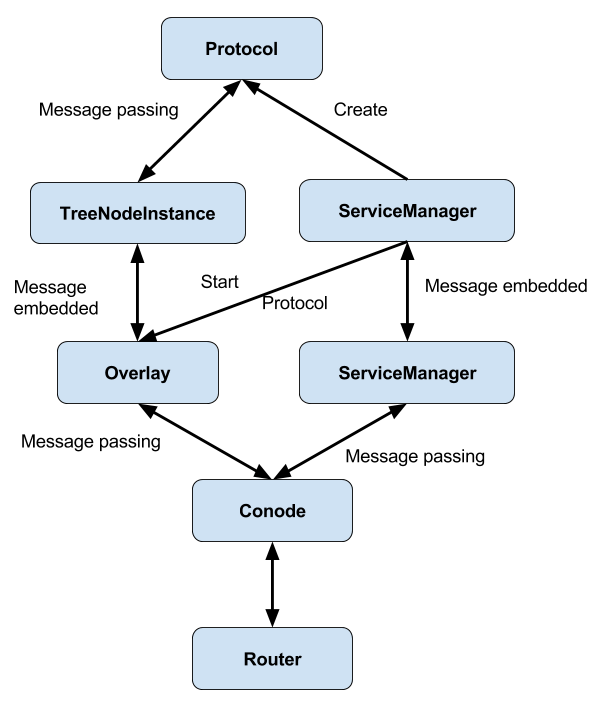 Protocol
Message passing
Create
TreeNodeInstance
ServiceManager
Start
Protocol
Message
embedded
Message embedded
Overlay
ServiceManager
Message passing
Message passing
Conode
Router